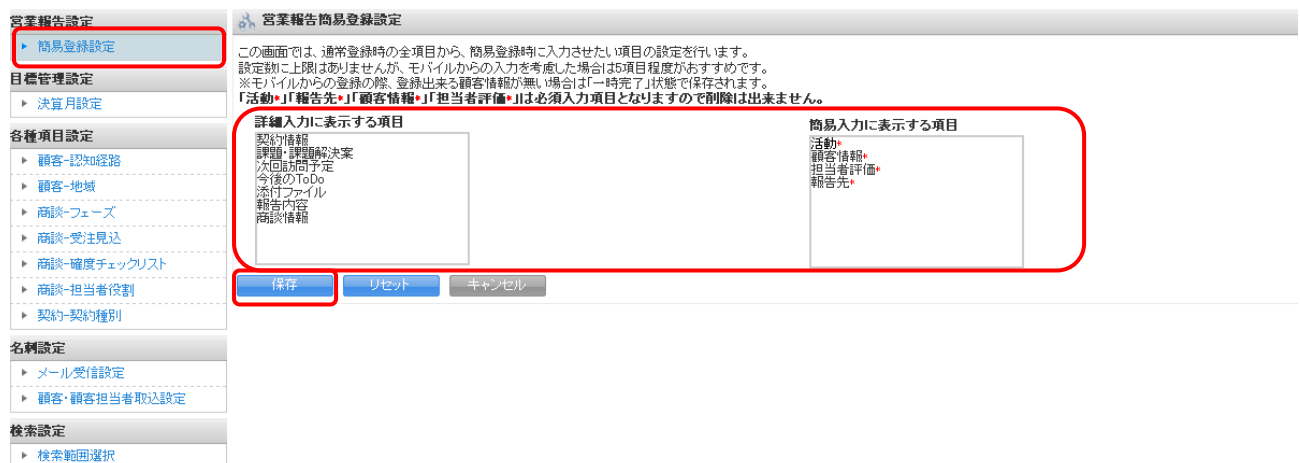 営業報告設定
簡易登録設定
目標管理設定
決算月設定
各種項目設定
顧客-認知経路
顧客-地域
商談-フェーズ
商談-受注見込
商談-確度チェックリスト
商談-担当者役割
契約-契約種別
名刺設定
メール受信設定
顧客・顧客担当者取込設定
検索設定
検索範囲選択
営業報告簡易登録設定
この画面では、通常登録時の全項目から、簡易登録時に入力させたい項目の設定を行います。
設定数に上限はありませんが、モバイルからの入力を考慮した場合は5項目程度がおすすめです。
※モバイルからの登録の際、登録出来る顧客情報が無い場合は「一時完了」状態で保存されます。
「活動*」「報告先*」「顧客情報*」「担当者評価*」は必須入力項目となりますので削除は出来ません。
詳細入力に表示する項目
契約情報
課題・課題解決案
次回訪問予定
今後のToDo
添付ファイル
報告内容
商談情報
簡易入力に表示する項目
活動*
顧客情報*
担当者評価*
報告先*
保存
リセット
キャンセル